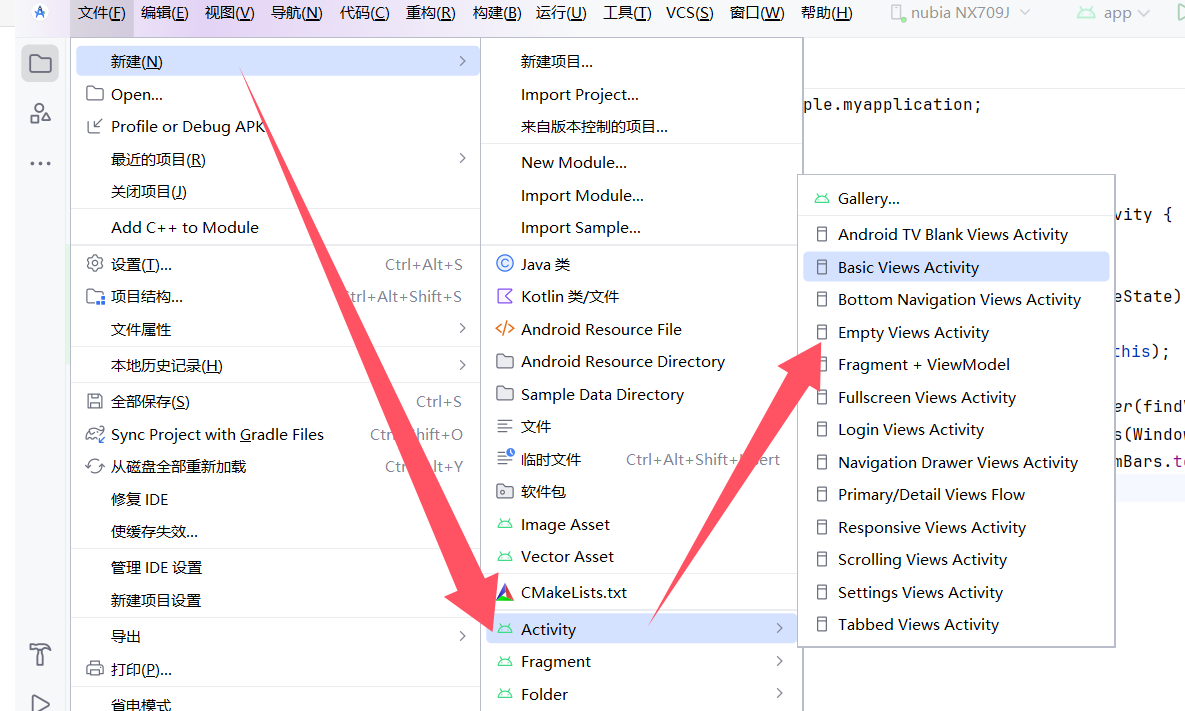 文件(F) 编辑(E) 视图(V) 导航(N) 代码(C) 重构(R) 构建(B) 运行(U) 工具(T) VCS(S) 窗口(W) 帮助(H) nubia NX709J app
新建(N)
Open...
Profile or Debug APK
最近的项目(R)
关闭项目(J)
Add C++ to Module
设置(T)... Ctrl+Alt+S
项目结构... trl+Alt+Shift+S
文件属性
本地历史记录(H)
全部保存(S) Ctrl+S
Sync Project with Gradle Files Ctr hift+O
从磁盘全部重新加载 Ctr Alt+Y
修复 IDE
使缓存失效...
管理 IDE 设置
新建项目设置
导出
打印(P)...
省电模式
新建项目...
Import Project...
来自版本控制的项目...
New Module...
Import Module...
Import Sample...
Java 类
Kotlin 类/文件
Android Resource File
Android Resource Directory
Sample Data Directory
文件
临时文件 Ctrl+Alt+Shift+ ert
软件包
Image Asset
Vector Asset
CMakeLists.txt
Activity
Fragment
Folder
Gallery...
Android TV Blank Views Activity
Basic Views Activity
Bottom Navigation Views Activity
Empty Views Activity
Fragment + ViewModel
Fullscreen Views Activity
Login Views Activity
Navigation Drawer Views Activity
Primary/Detail Views Flow
Responsive Views Activity
Scrolling Views Activity
Settings Views Activity
Tabbed Views Activity
ple.myapplication;
vity {
eState)
this);
er(find
s(Window
mBars.t